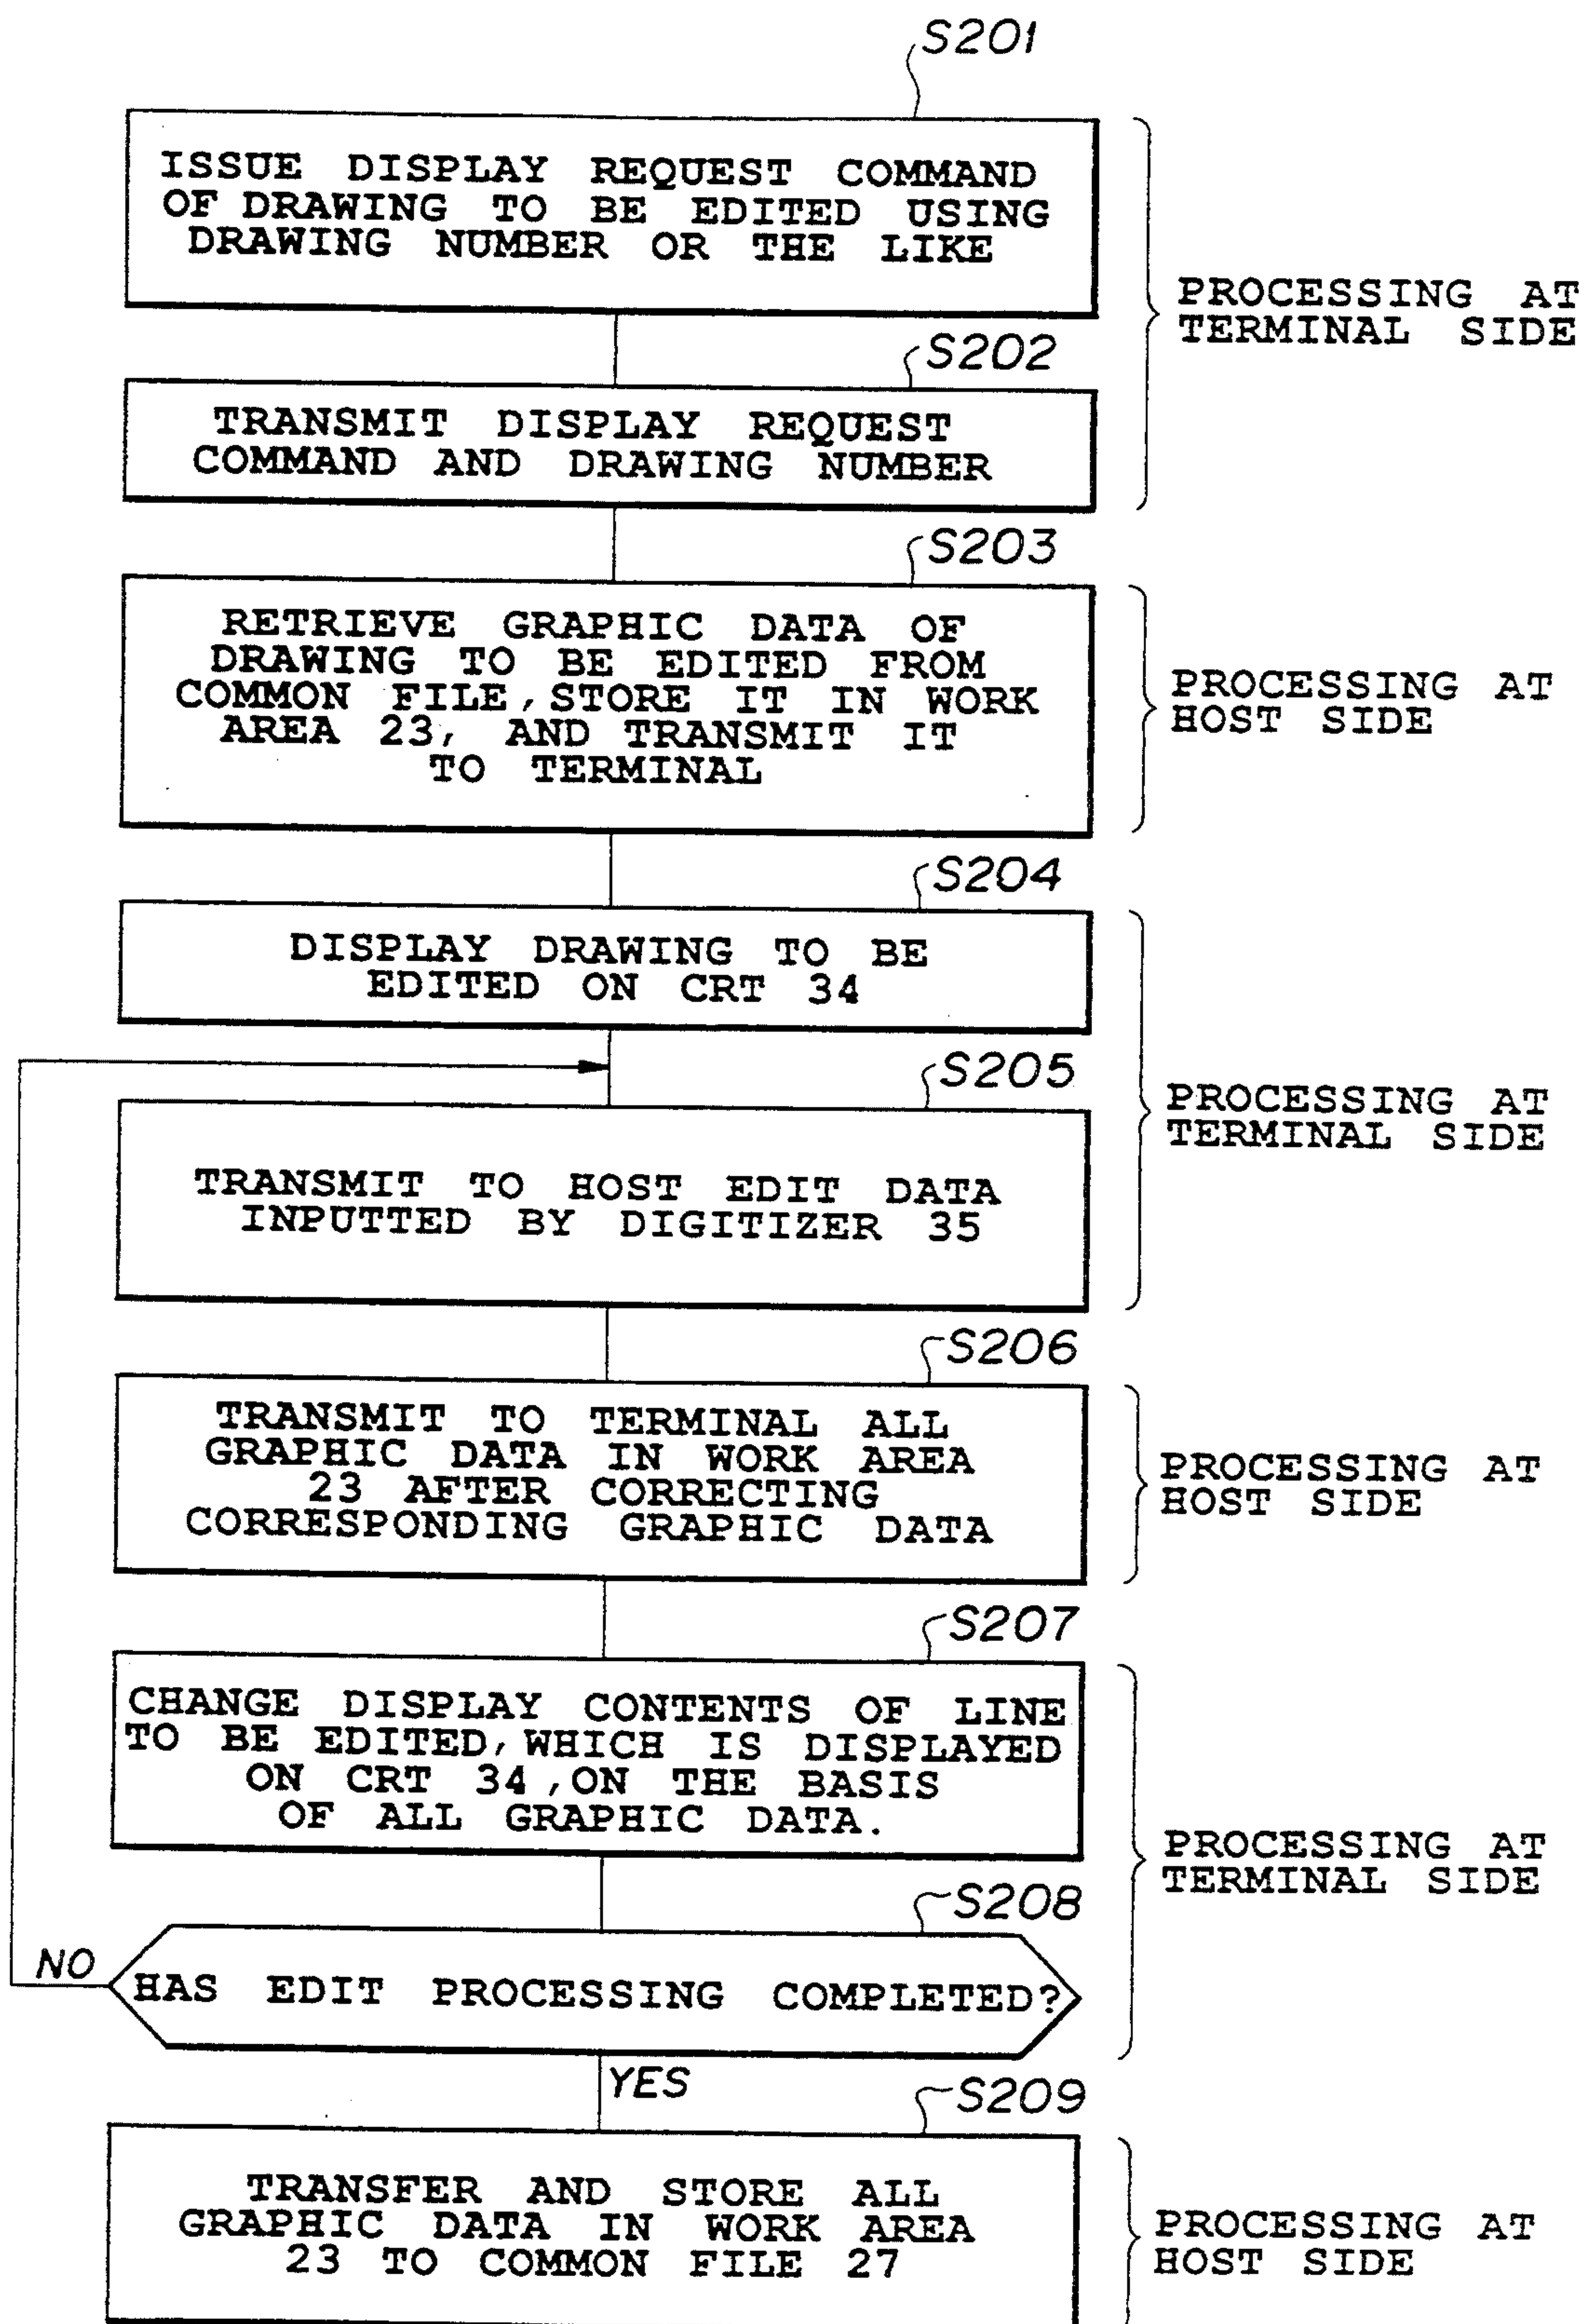 S201
ISSUE DISPLAY REQUEST COMMAND
OF DRAWING TO BE EDITED USING
DRAWING NUMBER OR THE LIKE
PROCESSING AT
TERMINAL SIDE
S202
TRANSMIT DISPLAY REQUEST
COMMAND AND DRAWING NUMBER
S203
RETRIEVE GRAPHIC DATA OF
DRAWING TO BE EDITED FROM
COMMON FILE, STORE IT IN WORK
AREA 23, AND TRANSMIT IT
TO TERMINAL
PROCESSING AT
HOST SIDE
S204
DISPLAY DRAWING TO BE
EDITED ON CRT 34
S205
PROCESSING AT
TERMINAL SIDE
TRANSMIT TO HOST EDIT DATA
INPUTTED BY DIGITIZER 35
S206
TRANSMIT TO TERMINAL ALL
GRAPHIC DATA IN WORK AREA
23 AFTER CORRECTING
CORRESPONDING GRAPHIC DATA
PROCESSING AT
HOST SIDE
S207
CHANGE DISPLAY CONTENTS OF LINE
TO BE EDITED, WHICH IS DISPLAYED
ON CRT 34, ON THE BASIS
OF ALL GRAPHIC DATA.
PROCESSING AT
TERMINAL SIDE
S208
NO
HAS EDIT PROCESSING COMPLETED?
YES
S209
TRANSFER AND STORE ALL
GRAPHIC DATA IN WORK AREA
23 TO COMMON FILE 27
PROCESSING AT
HOST SIDE